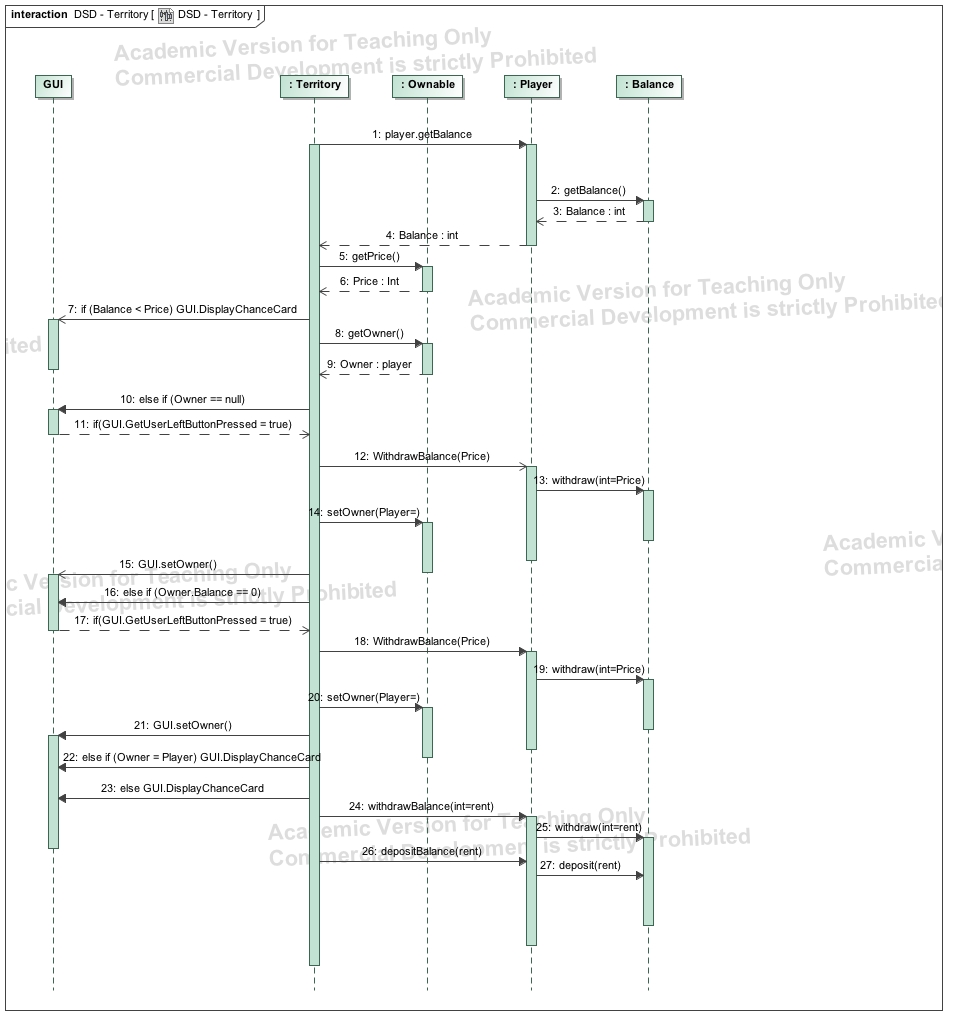 interaction DSD - Territory [ DSD - Territory ]
Academic Version for Teaching Only
Commercial Development is strictly Prohibited
GUI
: Territory
: Ownable
: Player
: Balance
1: player.getBalance
2: getBalance()
3: Balance : int
4: Balance : int
5: getPrice()
6: Price : Int
Academic Version for Teaching Only
Commercial Development is strictly Prohibited
7: if (Balance < Price) GUI.DisplayChanceCard
8: getOwner()
ited
9: Owner : player
10: else if (Owner == null)
11: if(GUI.GetUserLeftButtonPressed = true)
12: WithdrawBalance(Price)
13: withdraw(int=Price)
14: setOwner(Player=)
Academic V
Commercia
15: GUI.setOwner()
c Version for Teaching Only
16: else if (Owner.Balance == 0)
cial Development is strictly Prohibited
17: if(GUI.GetUserLeftButtonPressed = true)
18: WithdrawBalance(Price)
19: withdraw(int=Price)
20: setOwner(Player=)
21: GUI.setOwner()
22: else if (Owner = Player) GUI.DisplayChanceCard
23: else GUI.DisplayChanceCard
24: withdrawBalance(int=rent)
Academic Version for Teaching Only
25: withdraw(int=rent)
Commercial Development is strictly Prohibited
26: depositBalance(rent)
27: deposit(rent)